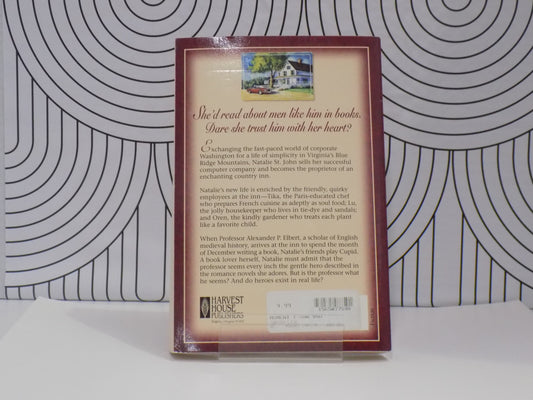 She'd read about men like him in books.
Dare she trust him with her heart?
Exchanging the fast-paced world of corporate
Washington for a life of simplicity in Virginia's Blue
Ridge Mountains, Natalie St. John sells her successful
computer company and becomes the proprietor of an
enchanting country inn.
Natalie's new life is enriched by the friendly, quirky
employees at the inn—Tika, the Paris-educated chef
who prepares French cuisine as adeptly as soul food; Lu,
the jolly housekeeper who lives in tie-dye and sandals;
and Oren, the kindly gardener who treats each plant
like a favorite child.
When Professor Alexander P. Elbert, a scholar of English
medieval history, arrives at the inn to spend the month
of December writing a book, Natalie's friends play Cupid.
A book lover herself, Natalie must admit that the
professor seems every inch the gentle hero described in
the romance novels she adores. But is the professor what
he seems? And do heroes exist in real life?
HARVEST
HOUSE
PUBLISHERS